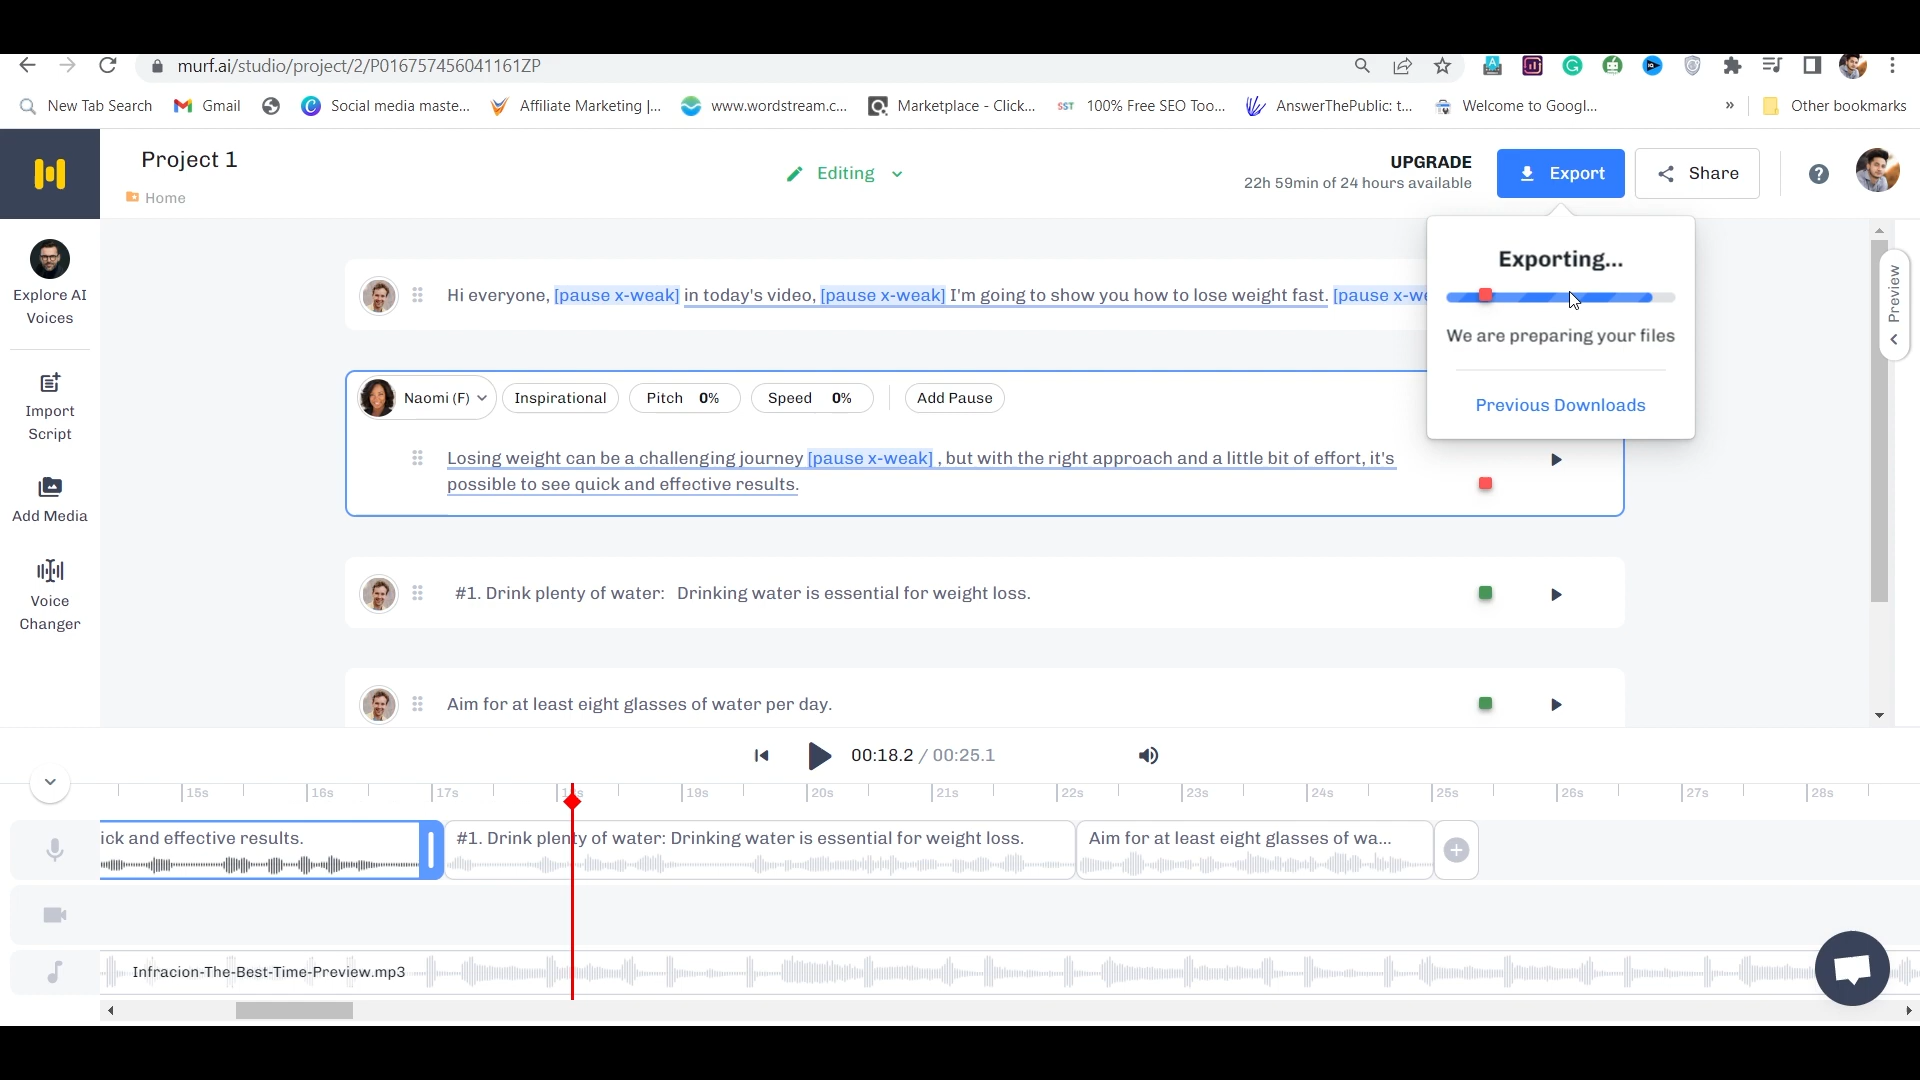 murf.ai/studio/project/2/P016757456041161ZP
New Tab Search Gmail Social media maste... Affiliate Marketing |... www.wordstream.c... Marketplace - Click... SST 100% Free SEO Too... AnswerThePublic: t... Welcome to Googl... » Other bookmarks
Project 1
Home
Editing
UPGRADE
22h 59min of 24 hours available
Export
Share
?
Explore AI
Voices
Import
Script
Add Media
Voice
Changer
Hi everyone, [pause x-weak] in today's video, [pause x-weak] I'm going to show you how to lose weight fast. [pause x-we
Exporting...
We are preparing your files
Previous Downloads
Preview
Naomi (F) Inspirational Pitch 0% Speed 0% Add Pause
Losing weight can be a challenging journey [pause x-weak] , but with the right approach and a little bit of effort, it's
possible to see quick and effective results.
#1. Drink plenty of water: Drinking water is essential for weight loss.
Aim for at least eight glasses of water per day.
00:18.2 / 00:25.1
15s 16s 17s 19s 20s 21s 22s 23s 24s 25s 26s 27s 28s
ick and effective results. #1. Drink plenty of water: Drinking water is essential for weight loss. Aim for at least eight glasses of wa...
Infracion-The-Best-Time-Preview.mp3